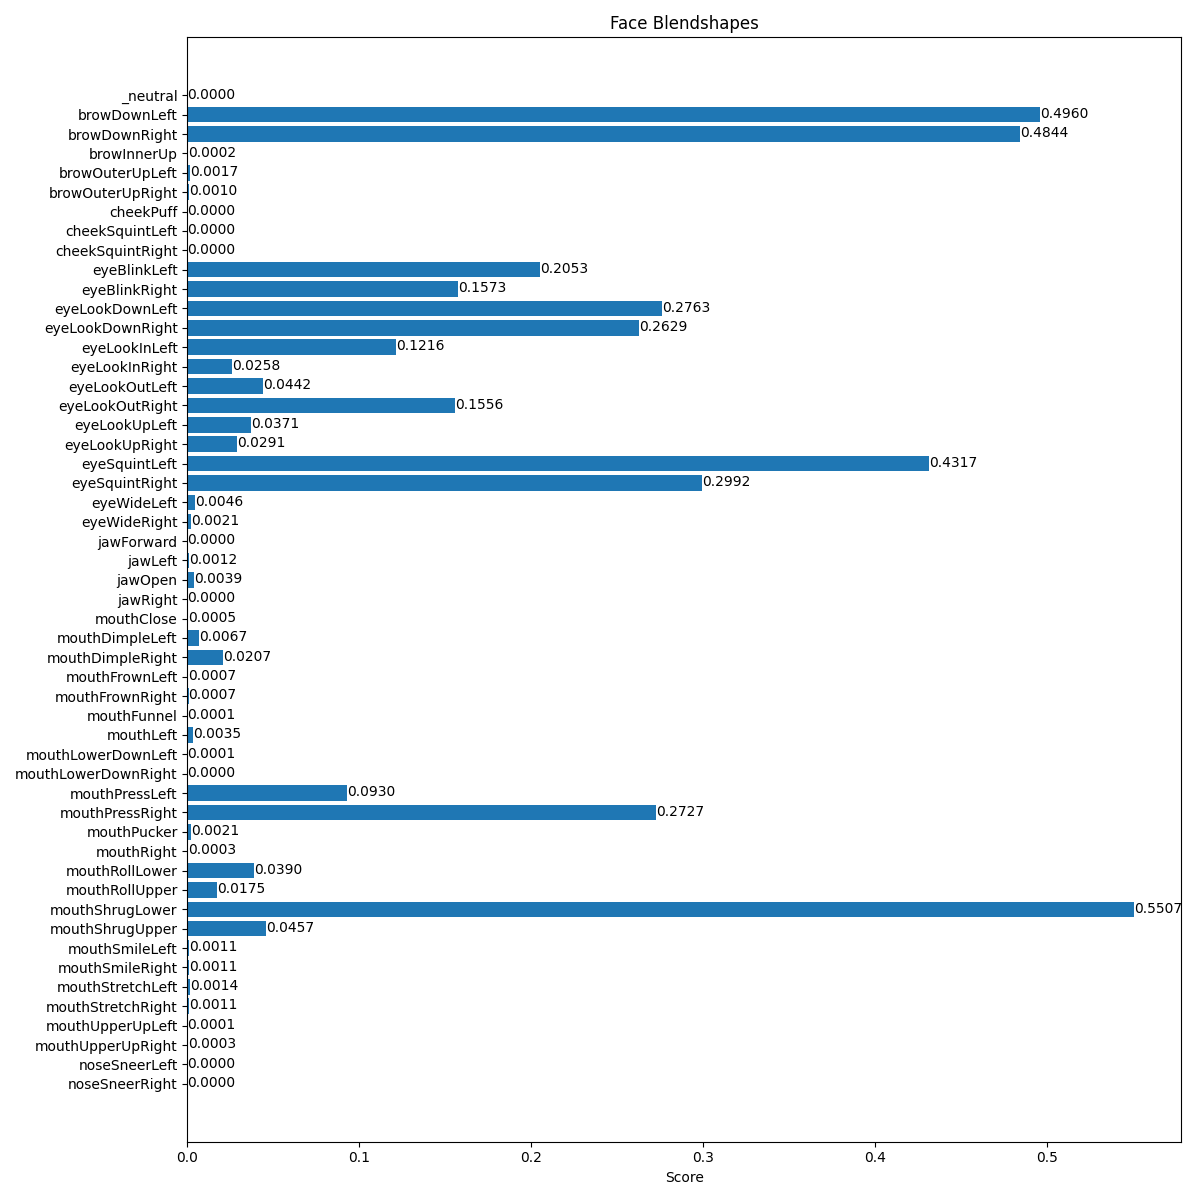 Face Blendshapes
_neutral 0.0000
browDownLeft 0.4960
browDownRight 0.4844
browInnerUp 0.0002
browOuterUpLeft 0.0017
browOuterUpRight 0.0010
cheekPuff 0.0000
cheekSquintLeft 0.0000
cheekSquintRight 0.0000
eyeBlinkLeft 0.2053
eyeBlinkRight 0.1573
eyeLookDownLeft 0.2763
eyeLookDownRight 0.2629
eyeLookInLeft 0.1216
eyeLookInRight 0.0258
eyeLookOutLeft 0.0442
eyeLookOutRight 0.1556
eyeLookUpLeft 0.0371
eyeLookUpRight 0.0291
eyeSquintLeft 0.4317
eyeSquintRight 0.2992
eyeWideLeft 0.0046
eyeWideRight 0.0021
jawForward 0.0000
jawLeft 0.0012
jawOpen 0.0039
jawRight 0.0000
mouthClose 0.0005
mouthDimpleLeft 0.0067
mouthDimpleRight 0.0207
mouthFrownLeft 0.0007
mouthFrownRight 0.0007
mouthFunnel 0.0001
mouthLeft 0.0035
mouthLowerDownLeft 0.0001
mouthLowerDownRight 0.0000
mouthPressLeft 0.0930
mouthPressRight 0.2727
mouthPucker 0.0021
mouthRight 0.0003
mouthRollLower 0.0390
mouthRollUpper 0.0175
mouthShrugLower 0.5507
mouthShrugUpper 0.0457
mouthSmileLeft 0.0011
mouthSmileRight 0.0011
mouthStretchLeft 0.0014
mouthStretchRight 0.0011
mouthUpperUpLeft 0.0001
mouthUpperUpRight 0.0003
noseSneerLeft 0.0000
noseSneerRight 0.0000
0.0 0.1 0.2 0.3 0.4 0.5
Score